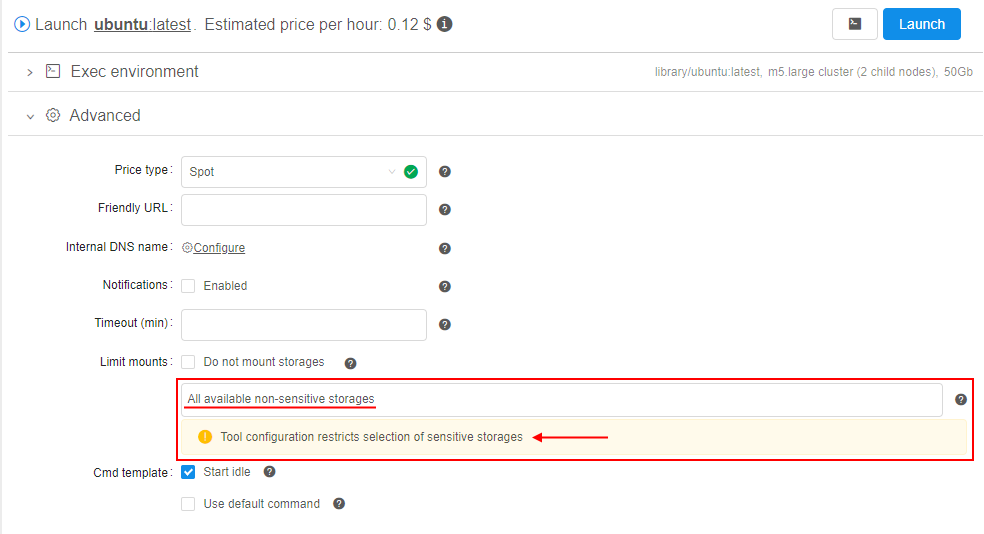 Launch ubuntu:latest. Estimated price per hour: 0.12 $
Launch
Exec environment
library/ubuntu:latest, m5.large cluster (2 child nodes), 50Gb
Advanced
Price type: Spot
Friendly URL:
Internal DNS name: Configure
Notifications: Enabled
Timeout (min):
Limit mounts: Do not mount storages
All available non-sensitive storages
Tool configuration restricts selection of sensitive storages
Cmd template: Start idle
Use default command